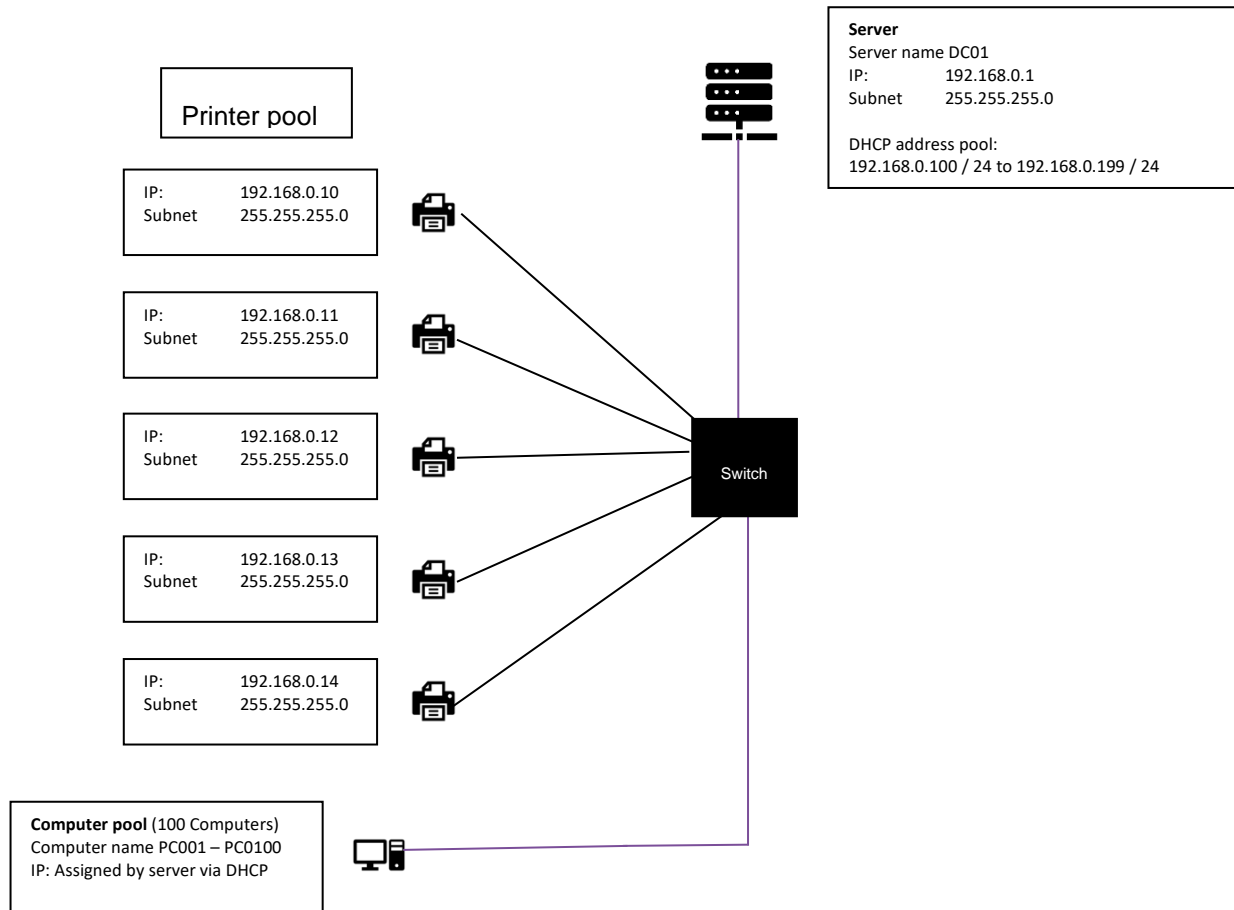 Server
Server name DC01
IP: 192.168.0.1
Subnet 255.255.255.0
DHCP address pool:
192.168.0.100 / 24 to 192.168.0.199 / 24
Printer pool
IP: 192.168.0.10
Subnet 255.255.255.0
IP: 192.168.0.11
Subnet 255.255.255.0
IP: 192.168.0.12
Subnet 255.255.255.0
IP: 192.168.0.13
Subnet 255.255.255.0
IP: 192.168.0.14
Subnet 255.255.255.0
Switch
Computer pool (100 Computers)
Computer name PC001 – PC0100
IP: Assigned by server via DHCP